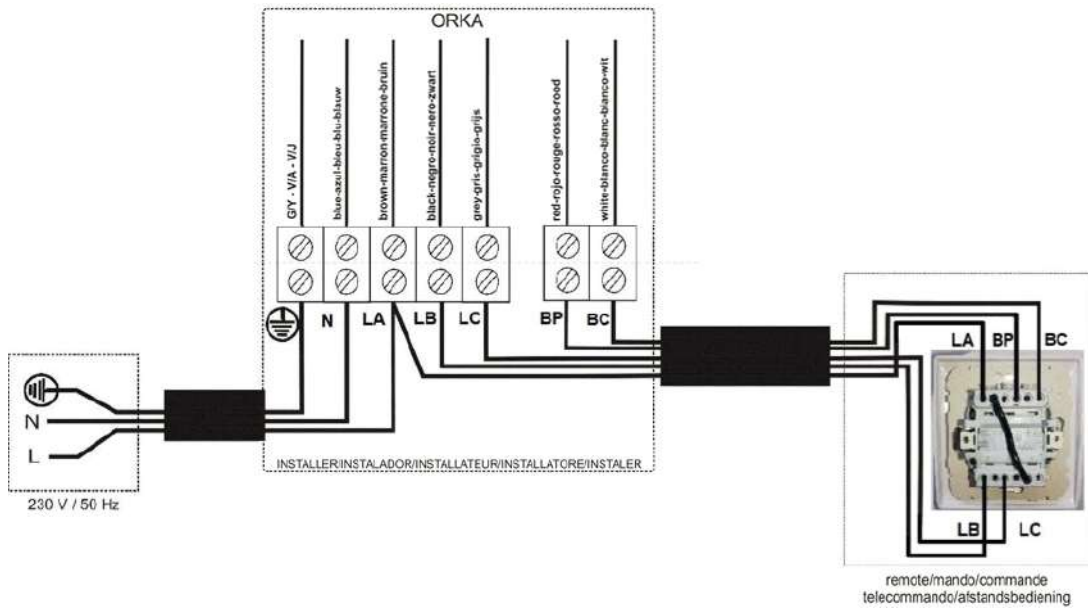 ORKA
G/Y - V/A - V/J
blue-azul-bleu-blu-blauw
brown-marron-marrone-bruin
black-negro-noir-nero-zwart
grey-gris-grigio-grijs
red-rojo-rouge-rosso-rood
white-blanco-blanc-bianco-wit
N
LA
LB
LC
BP
BC
LA
BP
BC
N
L
LB
LC
INSTALLER/INSTALADOR/INSTALLATEUR/INSTALLATORE/INSTALER
230 V / 50 Hz
remote/mando/commande
telecommando/afstandsbediening